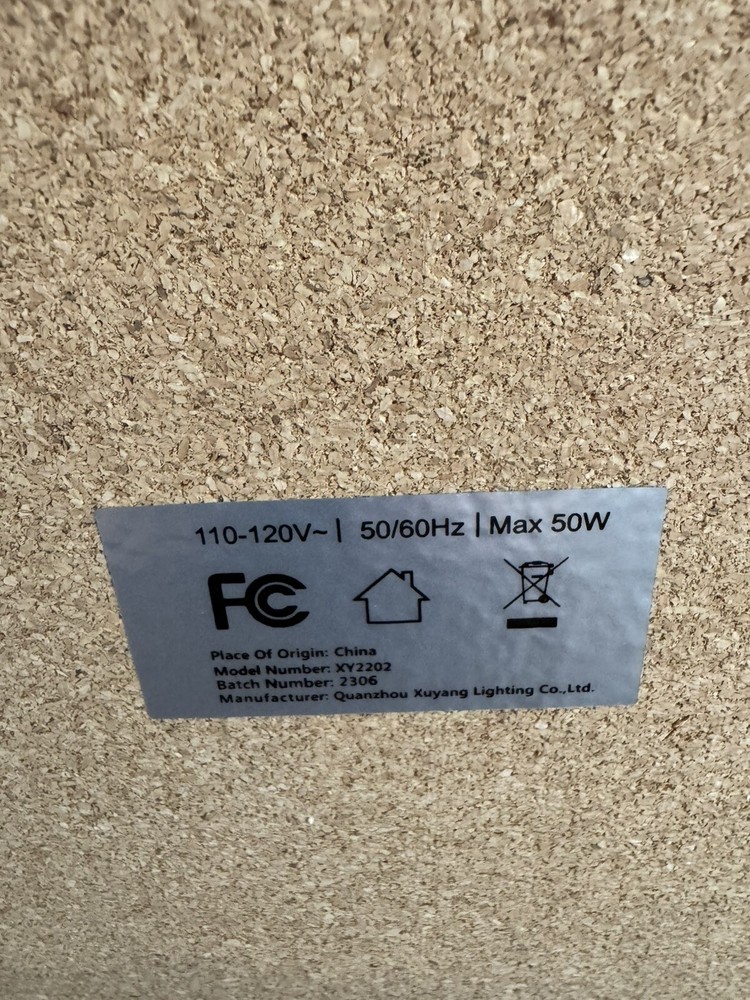 110-120V~| 50/60Hz | Max 50W
FC
Place Of Origin: China
Model Number: XY2202
Batch Number: 2306
Manufacturer: Quanzhou Xuyang Lighting Co.,Ltd.